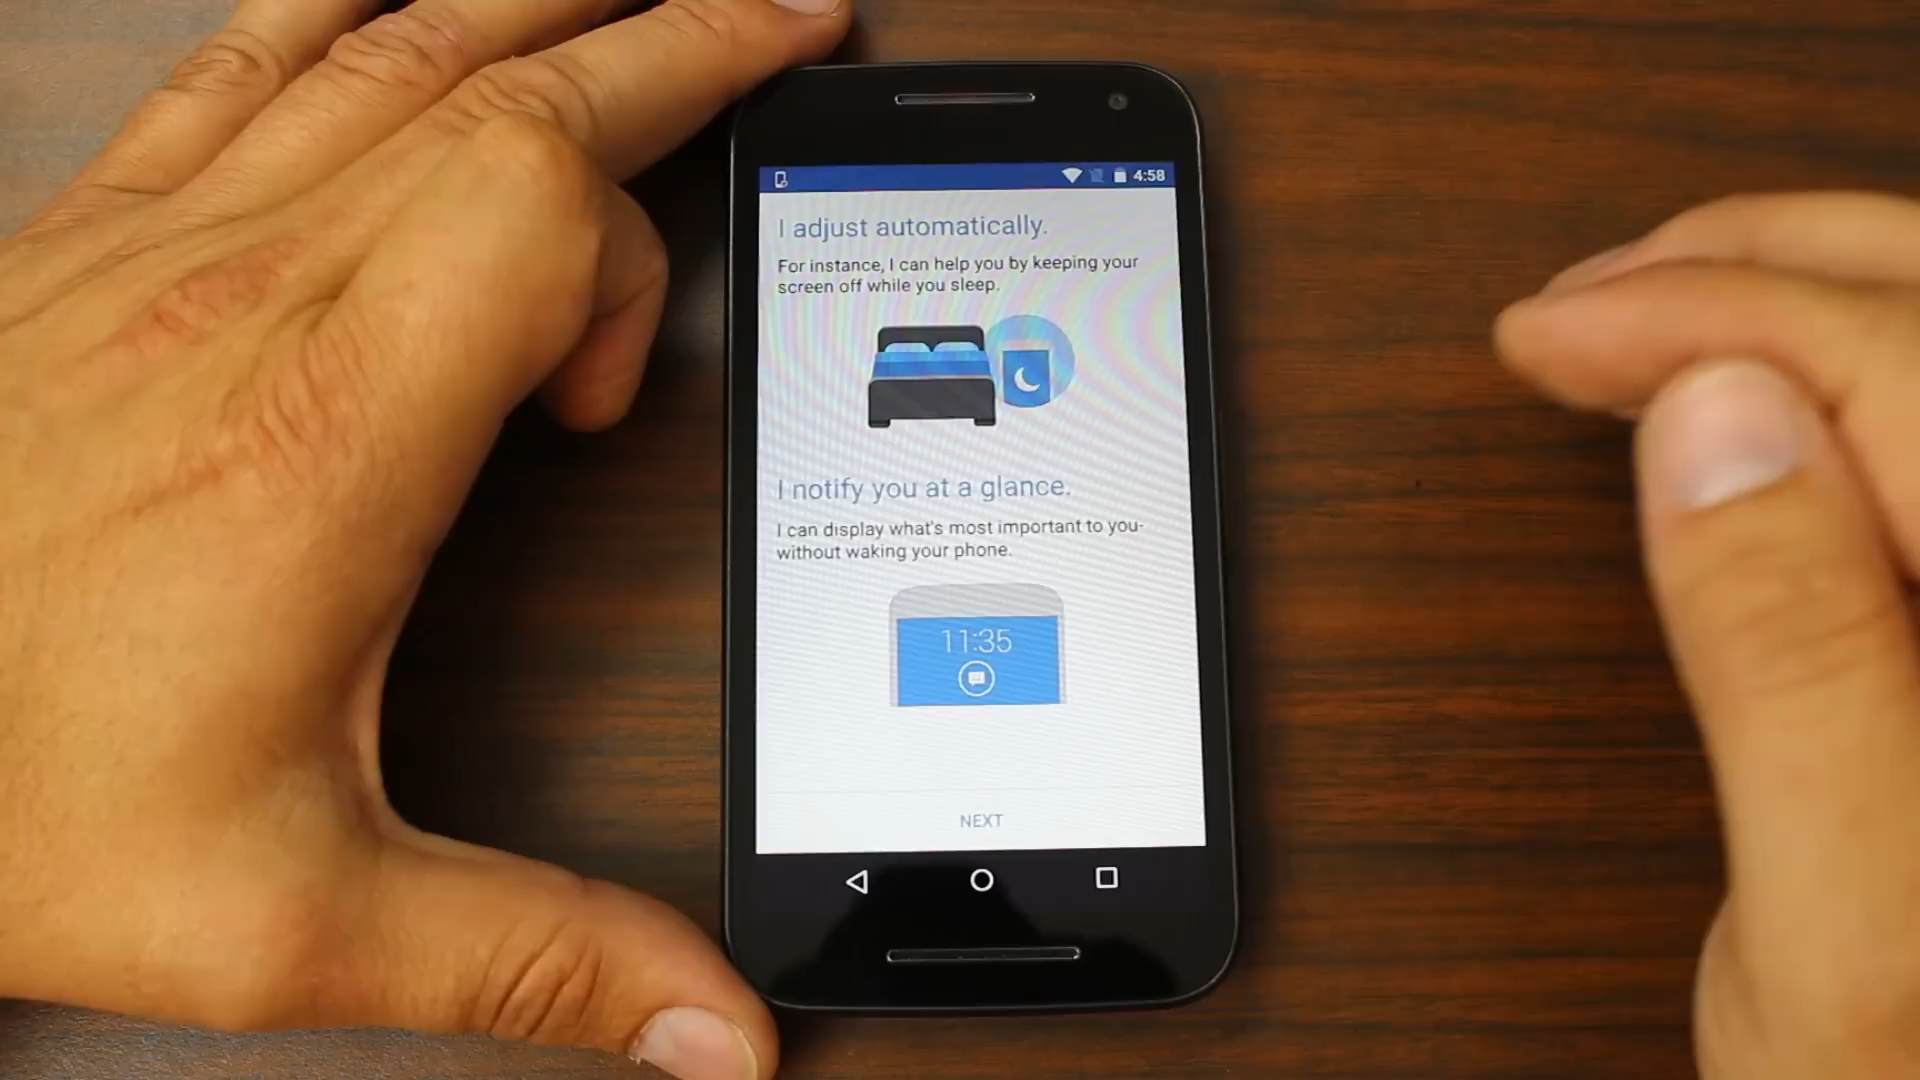 4:58
I adjust automatically.
For instance, I can help you by keeping your
screen off while you sleep.
I notify you at a glance.
I can display what's most important to you-
without waking your phone.
11:35
NEXT